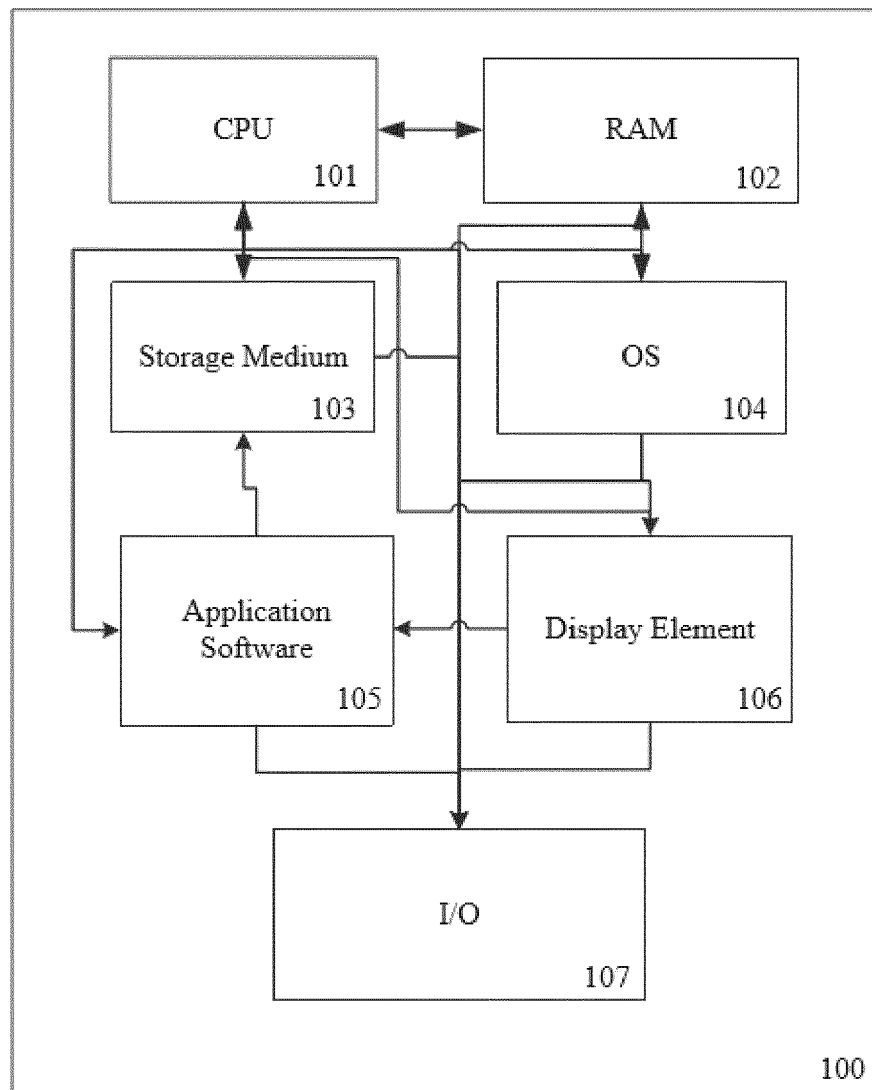 CPU
101
RAM
102
Storage Medium
103
OS
104
Application
Software
105
Display Element
106
I/O
107
100